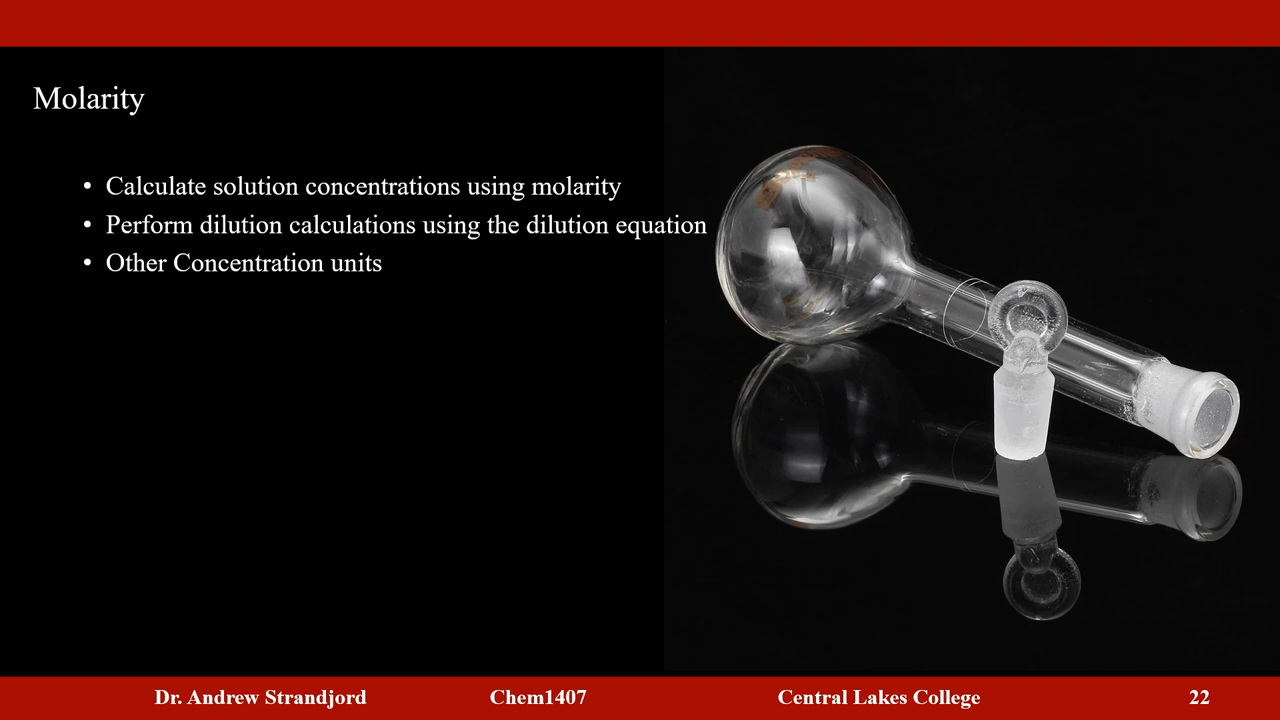 Molarity
• Calculate solution concentrations using molarity
• Perform dilution calculations using the dilution equation
• Other Concentration units
Dr. Andrew Strandjord Chem1407 Central Lakes College 22